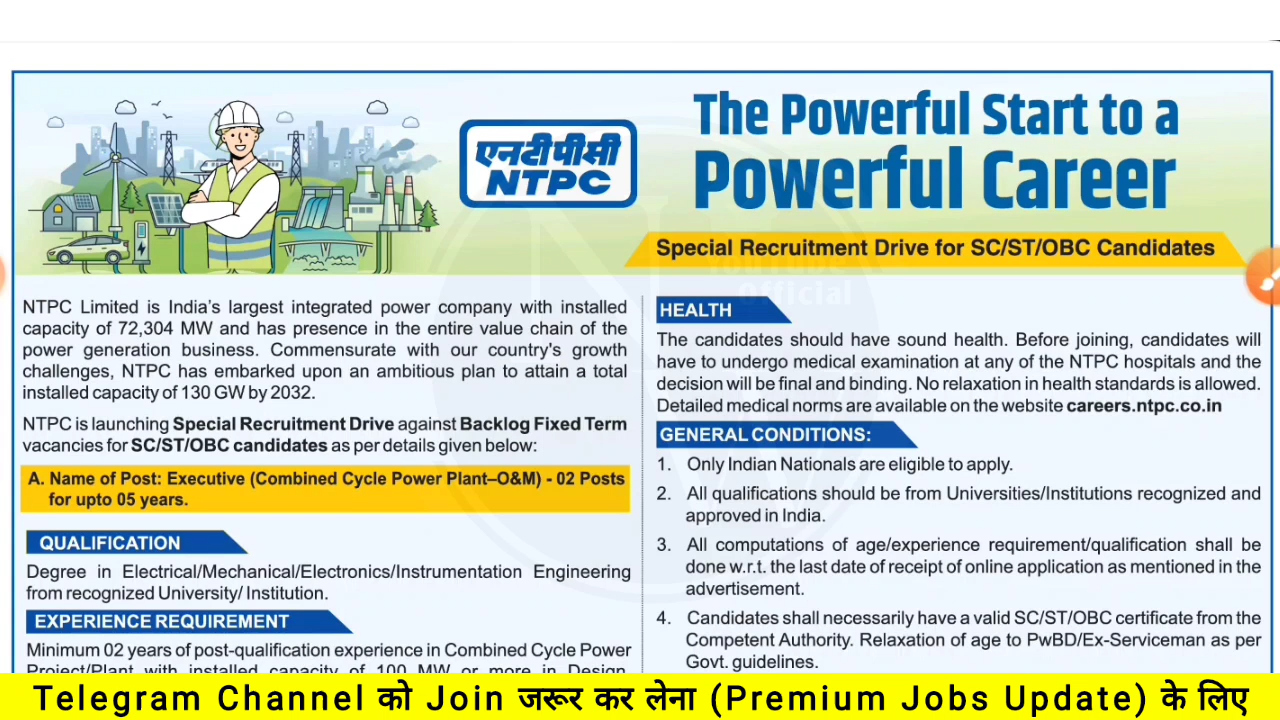 एनटीपीसी
NTPC
The Powerful Start to a
Powerful Career
Special Recruitment Drive for SC/ST/OBC Candidates
Official
NTPC Limited is India's largest integrated power company with installed
capacity of 72,304 MW and has presence in the entire value chain of the
power generation business. Commensurate with our country's growth
challenges, NTPC has embarked upon an ambitious plan to attain a total
installed capacity of 130 GW by 2032.
NTPC is launching Special Recruitment Drive against Backlog Fixed Term
vacancies for SC/ST/OBC candidates as per details given below:
A. Name of Post: Executive (Combined Cycle Power Plant–O&M) - 02 Posts
for upto 05 years.
QUALIFICATION
Degree in Electrical/Mechanical/Electronics/Instrumentation Engineering
from recognized University/ Institution.
EXPERIENCE REQUIREMENT
Minimum 02 years of post-qualification experience in Combined Cycle Power
Project/Plant with installed capacity of 100 MW or more in Design,
HEALTH
The candidates should have sound health. Before joining, candidates will
have to undergo medical examination at any of the NTPC hospitals and the
decision will be final and binding. No relaxation in health standards is allowed.
Detailed medical norms are available on the website careers.ntpc.co.in
GENERAL CONDITIONS:
1. Only Indian Nationals are eligible to apply.
2. All qualifications should be from Universities/Institutions recognized and
approved in India.
3. All computations of age/experience requirement/qualification shall be
done w.r.t. the last date of receipt of online application as mentioned in the
advertisement.
4. Candidates shall necessarily have a valid SC/ST/OBC certificate from the
Competent Authority. Relaxation of age to PwBD/Ex-Serviceman as per
Govt. guidelines.
Telegram Channel को Join जरूर कर लेना (Premium Jobs Update) के लिए